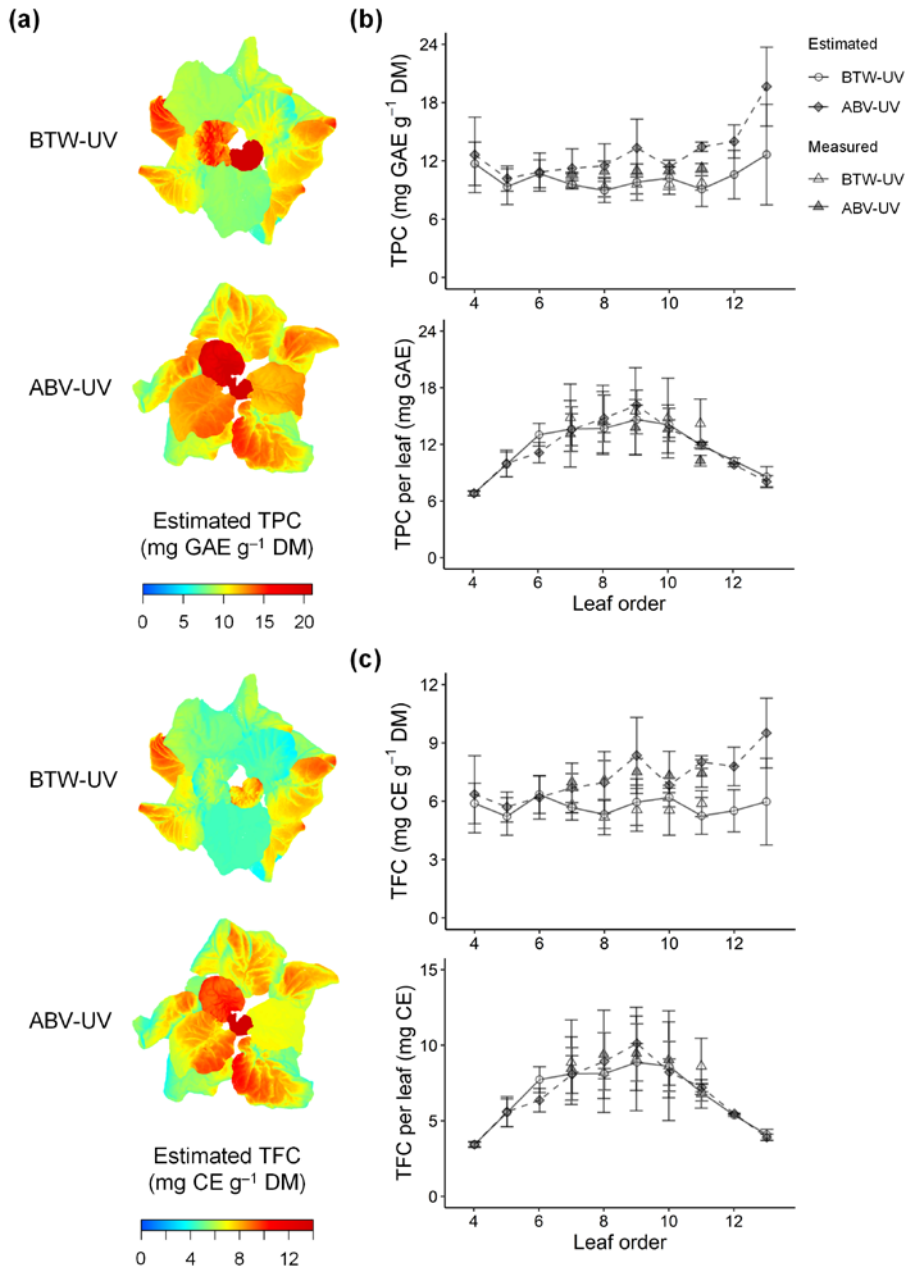 (a)
BTW-UV
ABV-UV
Estimated TPC
(mg GAE g⁻¹ DM)
0 5 10 15 20
BTW-UV
ABV-UV
Estimated TFC
(mg CE g⁻¹ DM)
0 4 8 12
(b)
TPC (mg GAE g⁻¹ DM)
24
18
12
6
0
4 6 8 10 12
Estimated
BTW-UV
ABV-UV
Measured
BTW-UV
ABV-UV
TPC per leaf (mg GAE)
24
18
12
6
0
4 6 8 10 12
Leaf order
(c)
TFC (mg CE g⁻¹ DM)
12
9
6
3
0
4 6 8 10 12
TFC per leaf (mg CE)
15
10
5
0
4 6 8 10 12
Leaf order